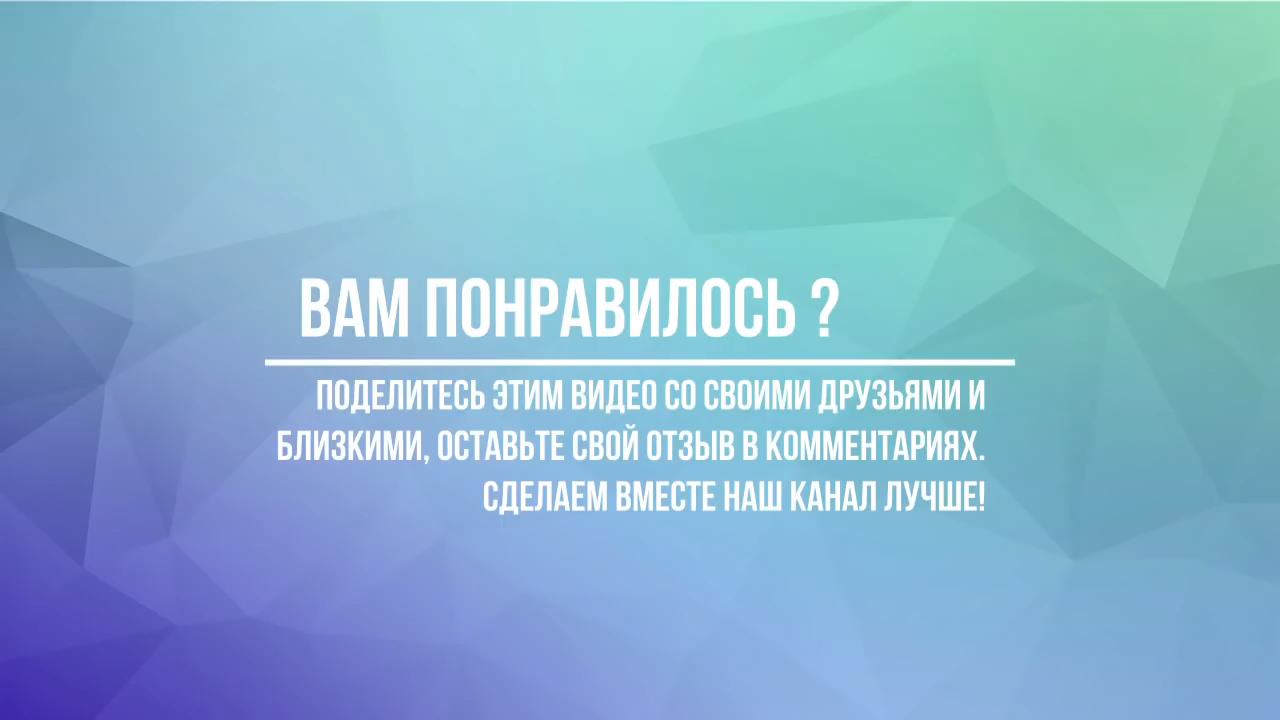 ВАМ ПОНРАВИЛОСЬ ?
ПОДЕЛИТЕСЬ ЭТИМ ВИДЕО СО СВОИМИ ДРУЗЬЯМИ И
БЛИЗКИМИ, ОСТАВЬТЕ СВОЙ ОТЗЫВ В КОММЕНТАРИЯХ.
СДЕЛАЕМ ВМЕСТЕ НАШ КАНАЛ ЛУЧШЕ!